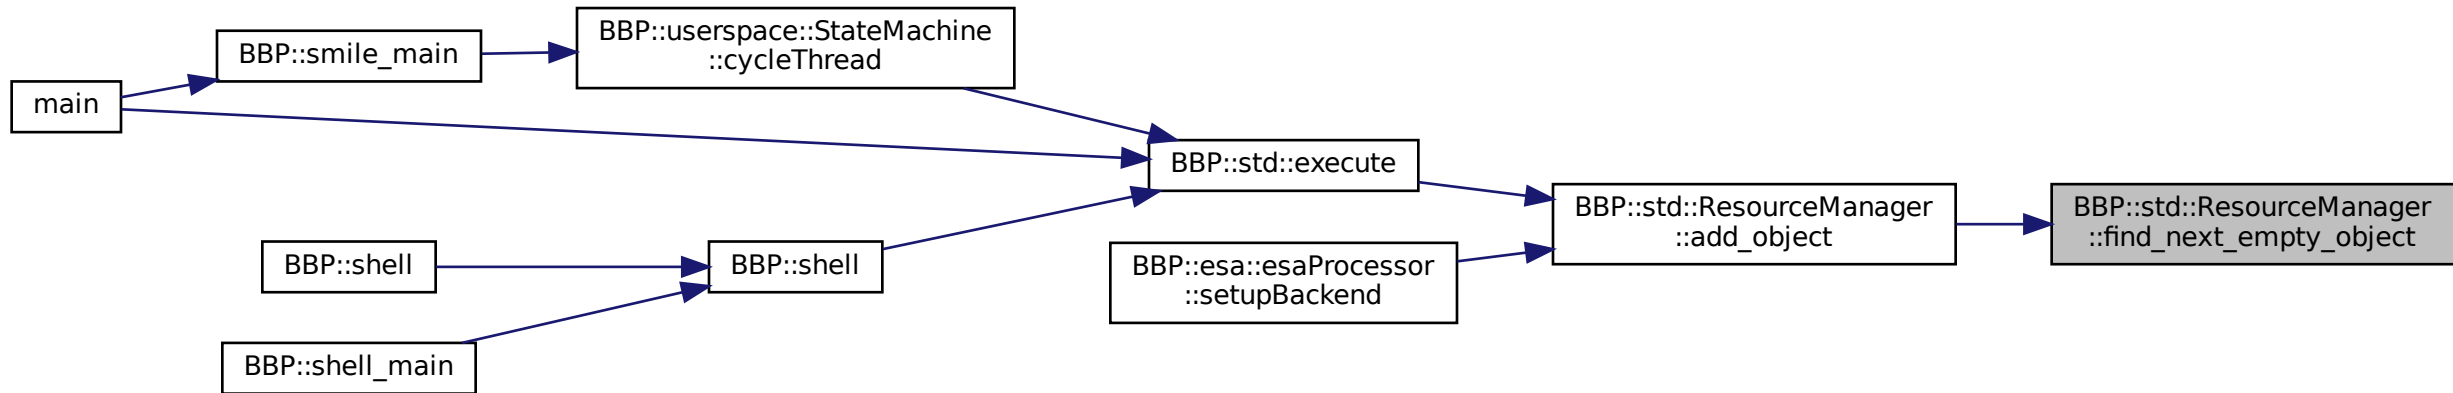 BBP::userspace::StateMachine
::cycleThread
BBP::smile_main
main
BBP::std::execute
BBP::std::ResourceManager
::add_object
BBP::std::ResourceManager
::find_next_empty_object
BBP::shell
BBP::shell
BBP::esa::esaProcessor
::setupBackend
BBP::shell_main